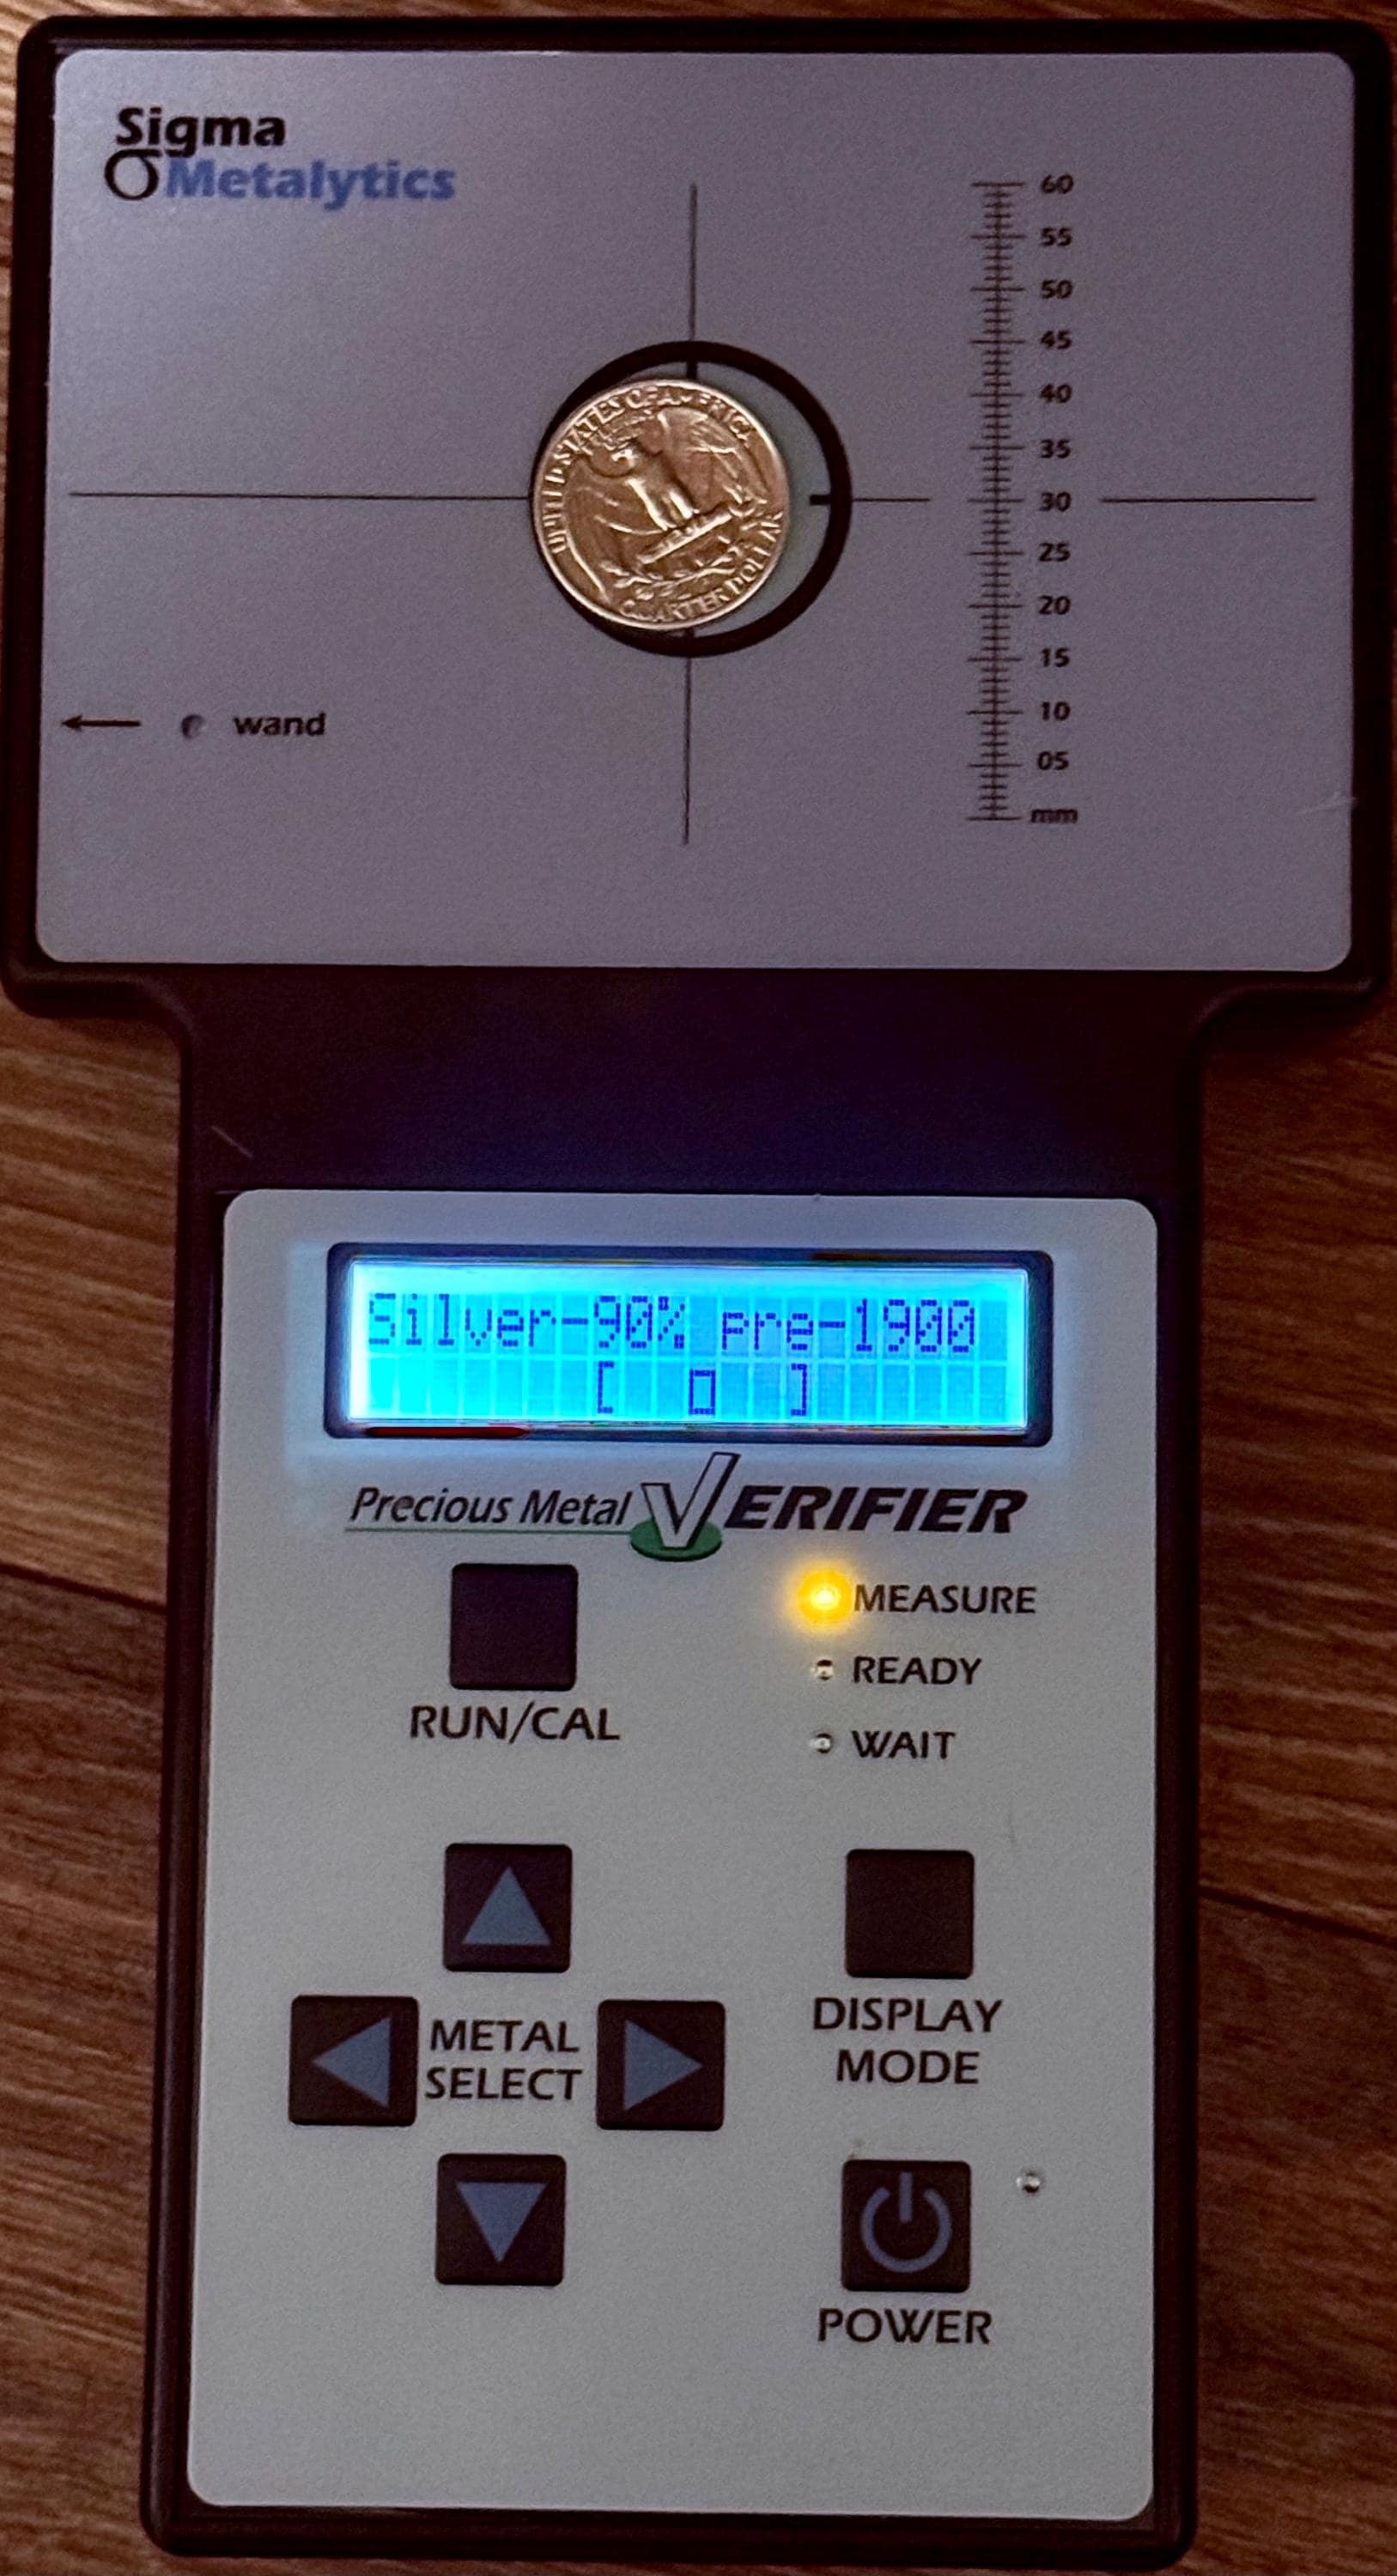 Sigma
Metalytics
60
55
50
45
40
35
30
25
20
15
10
05
mm
UNITED STATES OF AMERICA
QUARTER DOLLAR
wand
Silver-90% pre-1900
[ □ ]
Precious Metal VERIFIER
MEASURE
READY
WAIT
RUN/CAL
METAL
SELECT
DISPLAY
MODE
POWER